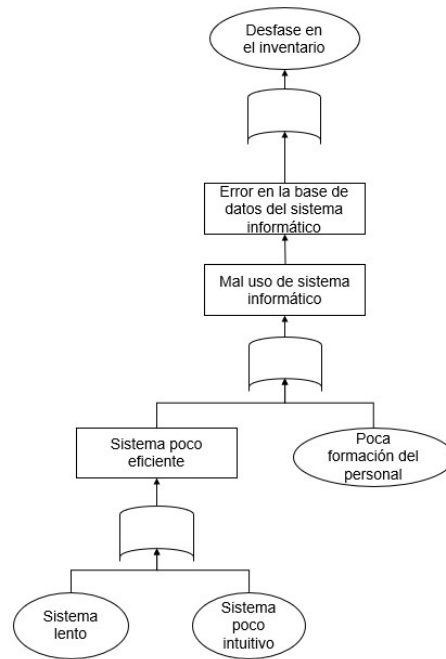 Desfase en
el inventario
Error en la base de
datos del sistema
informático
Mal uso de sistema
informático
Sistema poco
eficiente
Poca
formación del
personal
Sistema
lento
Sistema
poco
intuitivo